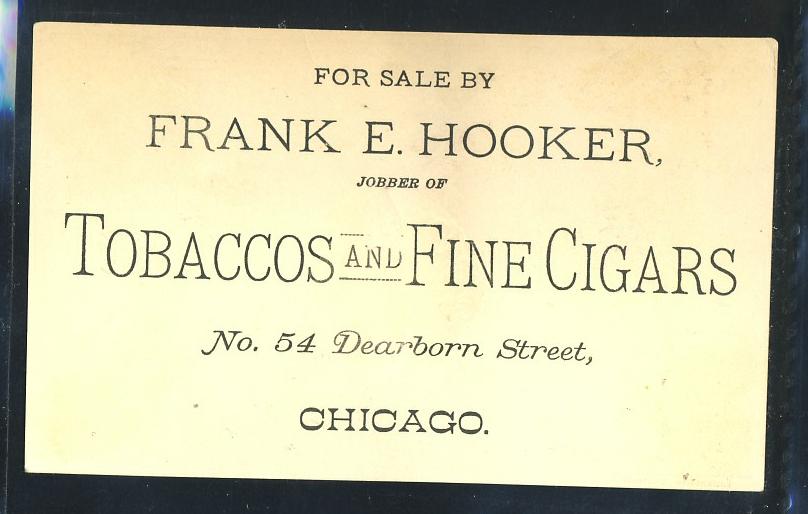 FOR SALE BY
FRANK E. HOOKER,
JOBBER OF
TOBACCOS AND FINE CIGARS
No. 54 Dearborn Street,
CHICAGO.